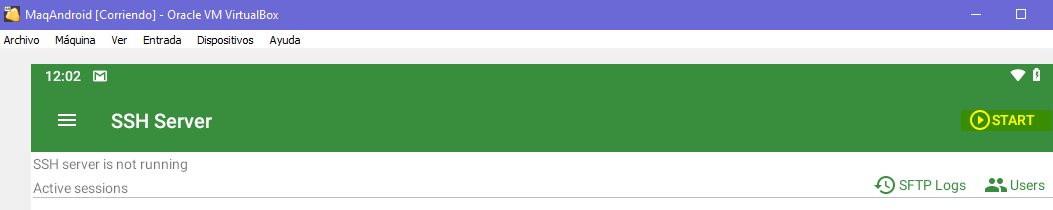 MaqAndroid [Corriendo] - Oracle VM VirtualBox
Archivo Máquina Ver Entrada Dispositivos Ayuda
12:02
SSH Server START
SSH server is not running
Active sessions SFTP Logs Users